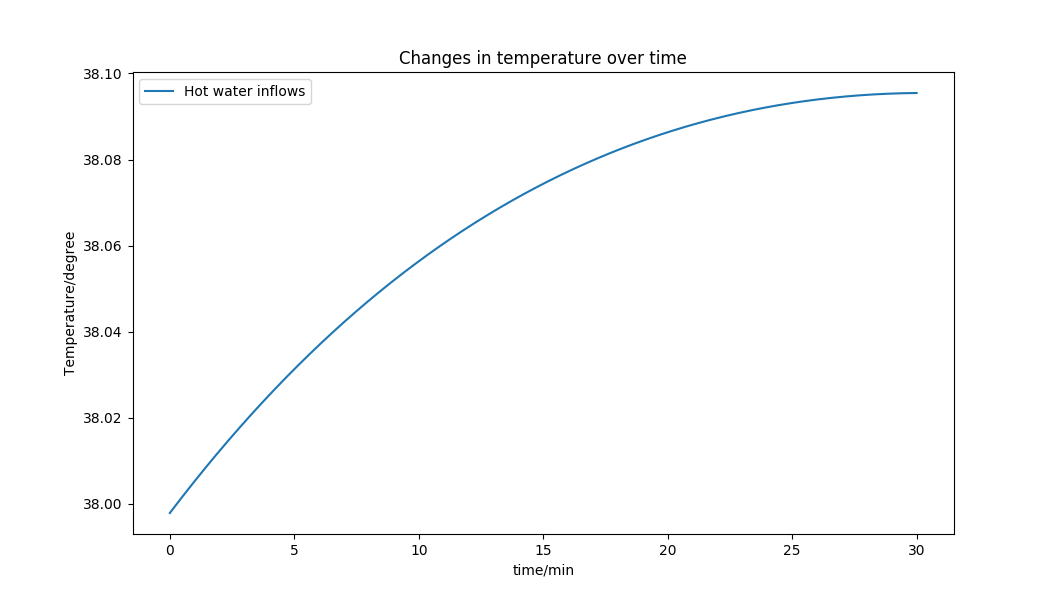 Changes in temperature over time
Hot water inflows
38.10
38.08
38.06
38.04
38.02
38.00
Temperature/degree
0 5 10 15 20 25 30
time/min